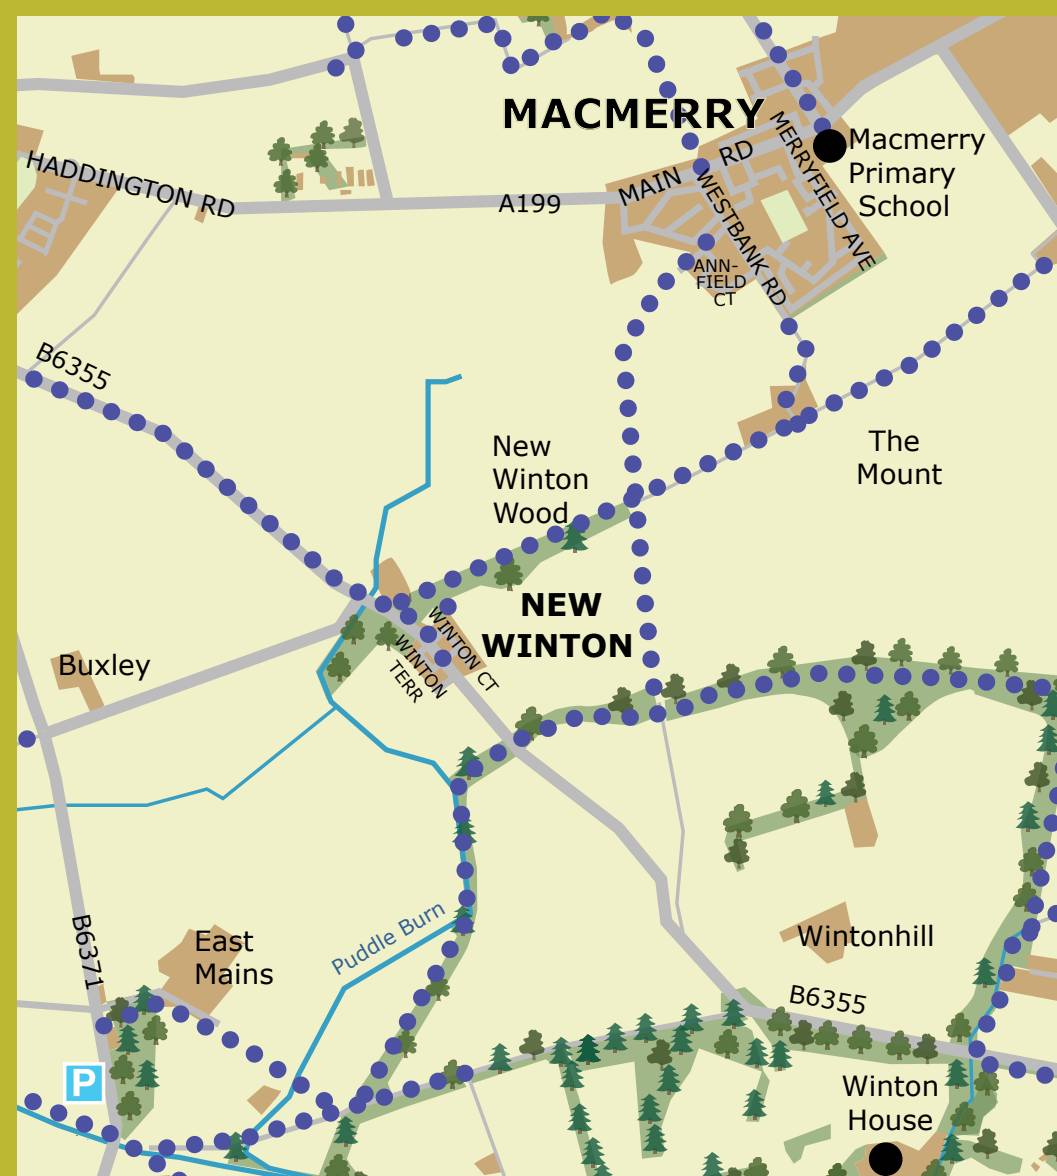 MACMERRY
Macmerry
Primary
School
HADDINGTON RD
MAIN RD
MERRYFIELD AVE
A199
WESTBANK RD
ANN-
FIELD
CT
B6355
New
Winton
Wood
The
Mount
NEW
WINTON
WINTON CT
WINTON
TERR
Buxley
Puddle Burn
East
Mains
Wintonhill
B6371
B6355
P
Winton
House